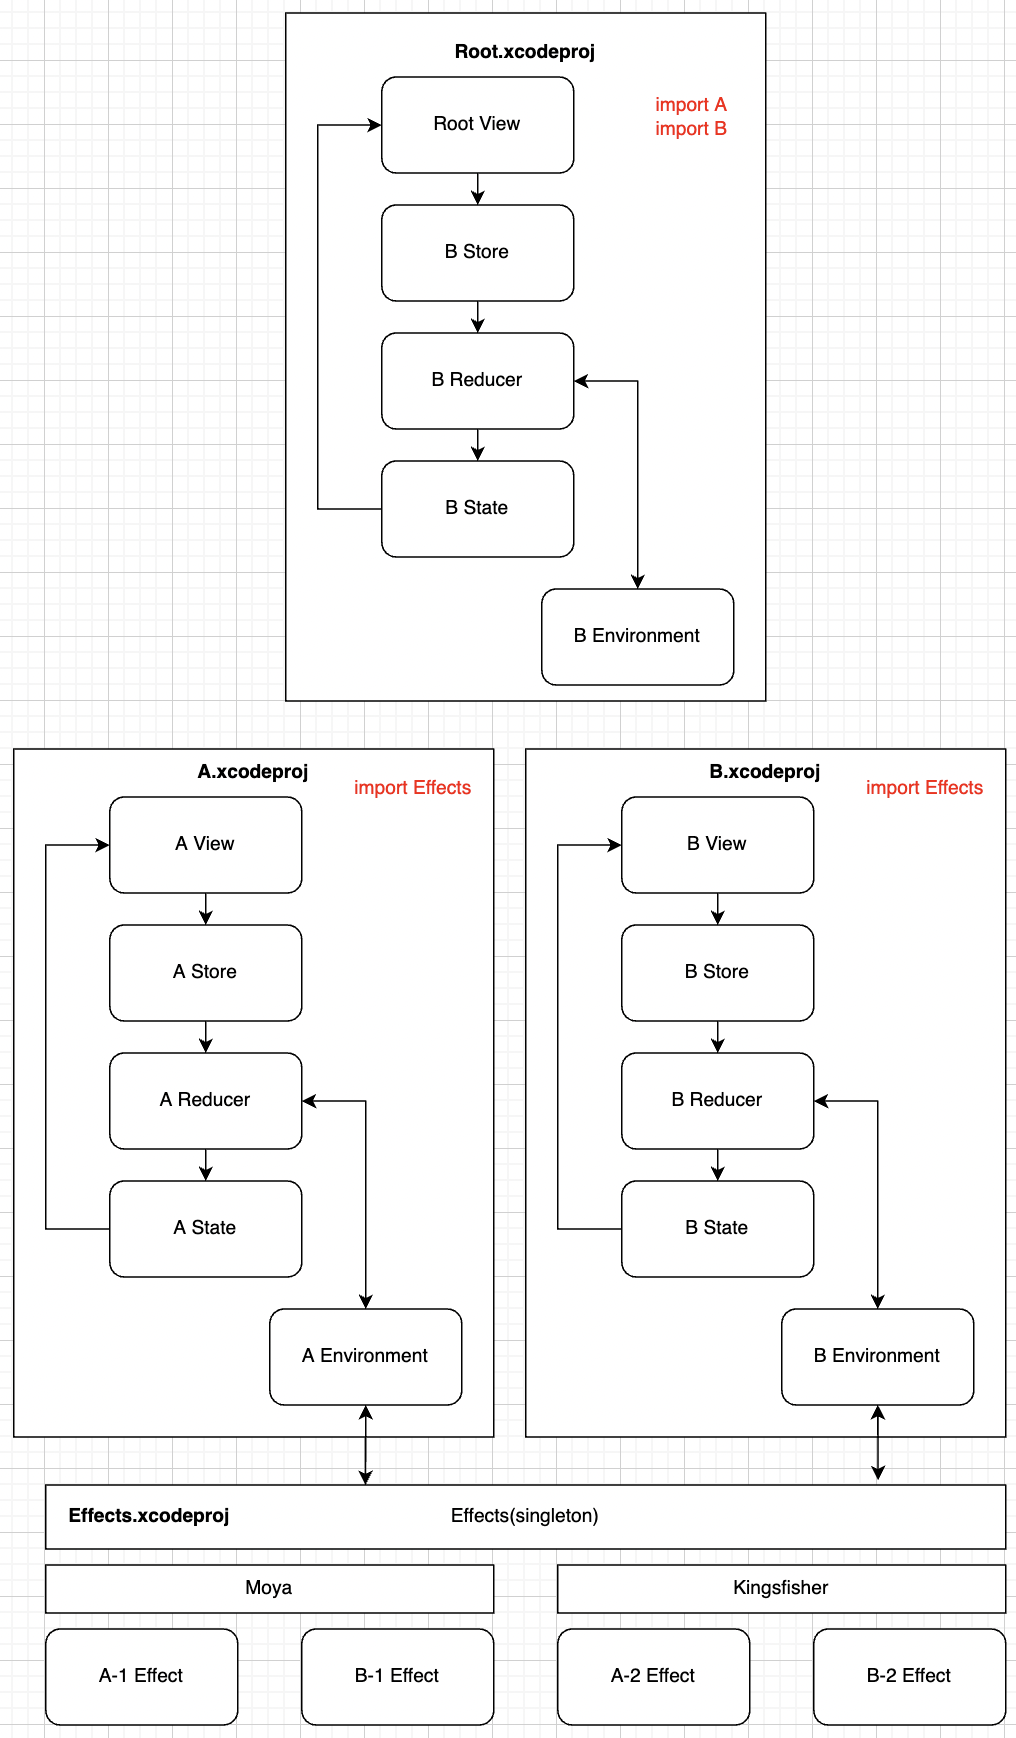 Root.xcodeproj
Root View
import A
import B
B Store
B Reducer
B State
B Environment
A.xcodeproj
import Effects
A View
A Store
A Reducer
A State
A Environment
B.xcodeproj
import Effects
B View
B Store
B Reducer
B State
B Environment
Effects.xcodeproj
Effects(singleton)
Moya
Kingsfisher
A-1 Effect
B-1 Effect
A-2 Effect
B-2 Effect